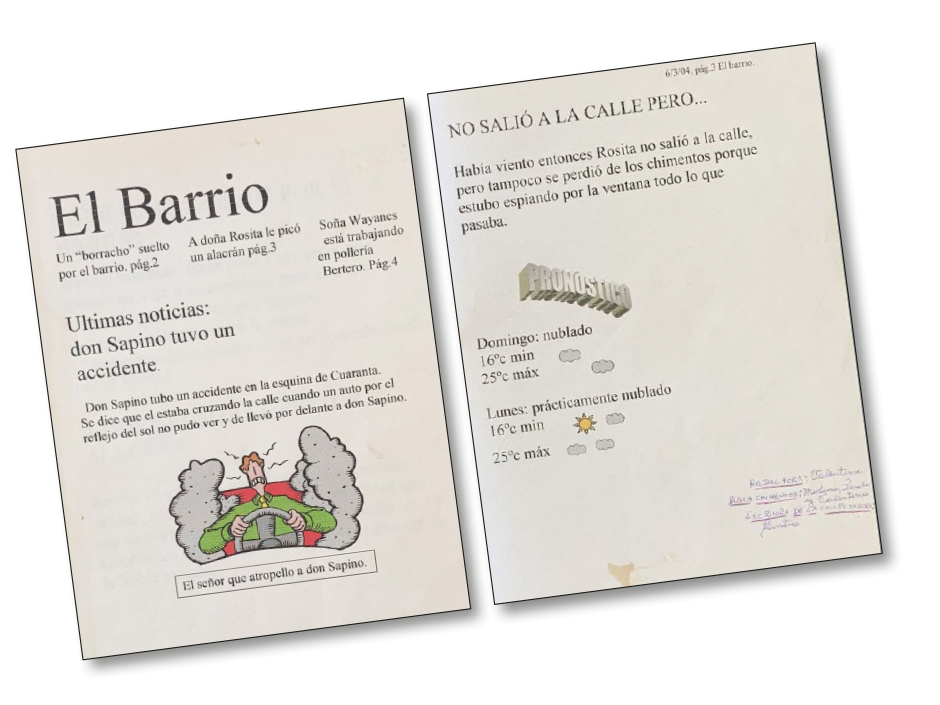 El Barrio
Un “borracho” suelto
por el barrio. pág.2
A doña Rosita le picó
un alacrán pág.3
Soña Wayanes
está trabajando
en pollería
Bertero. Pág.4
Ultimas noticias:
don Sapino tuvo un
accidente.
Don Sapino tubo un accidente en la esquina de Cuaranta.
Se dice que el estaba cruzando la calle cuando un auto por el
reflejo del sol no pudo ver y de llevó por delante a don Sapino.
El señor que atropello a don Sapino.
6/3/04. pág.3 El barrio.
NO SALIÓ A LA CALLE PERO...
Había viento entonces Rosita no salió a la calle,
pero tampoco se perdió de los chimentos porque
estubo espiando por la ventana todo lo que
pasaba.
PRONÓSTICO
Domingo: nublado
16ºc min
25ºc máx
Lunes: prácticamente nublado
16ºc min
25ºc máx
REDACTORA: Valentina
BUSCA CHIMENTOS:
ESCRITORA DE